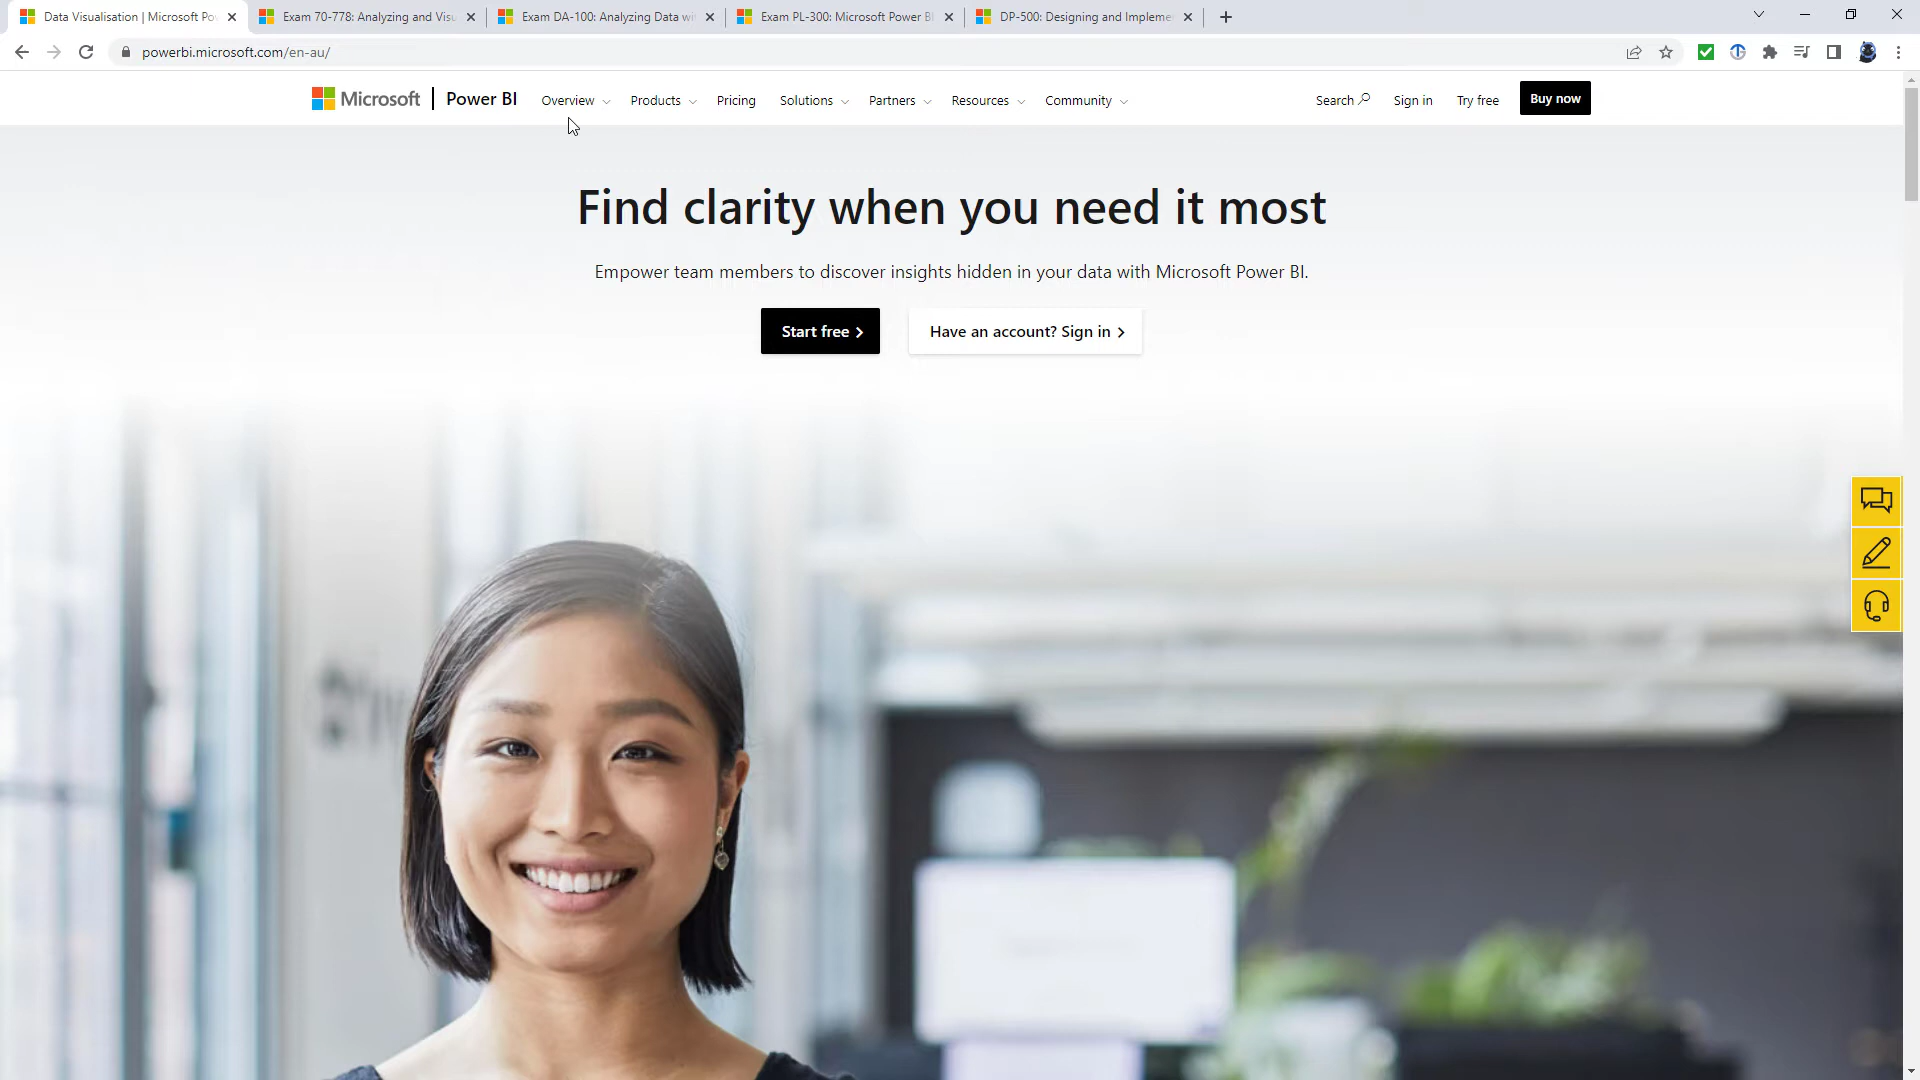 Data Visualisation | Microsoft Po
Exam 70-778: Analyzing and Visu
Exam DA-100: Analyzing Data wi
Exam PL-300: Microsoft Power BI
DP-500: Designing and Impleme
powerbi.microsoft.com/en-au/
Microsoft Power BI Overview Products Pricing Solutions Partners Resources Community Search Sign in Try free Buy now
Find clarity when you need it most
Empower team members to discover insights hidden in your data with Microsoft Power BI.
Start free
Have an account? Sign in